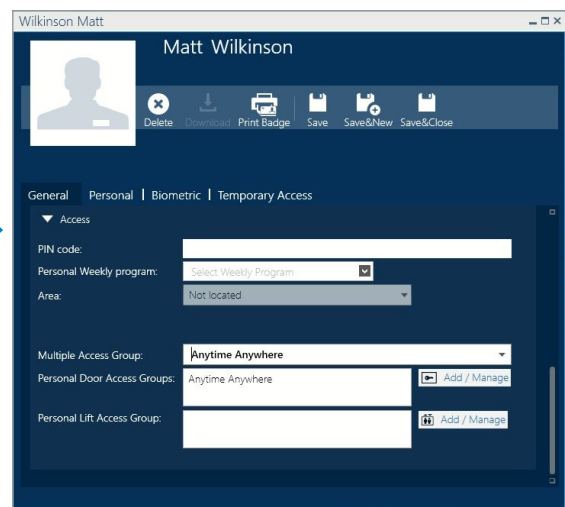 Wilkinson Matt
Matt Wilkinson
Delete Download Print Badge Save Save&New Save&Close
General Personal Biometric Temporary Access
Access
PIN code:
Personal Weekly program: Select Weekly Program
Area: Not located
Multiple Access Group: Anytime Anywhere
Personal Door Access Groups: Anytime Anywhere Add / Manage
Personal Lift Access Group: Add / Manage